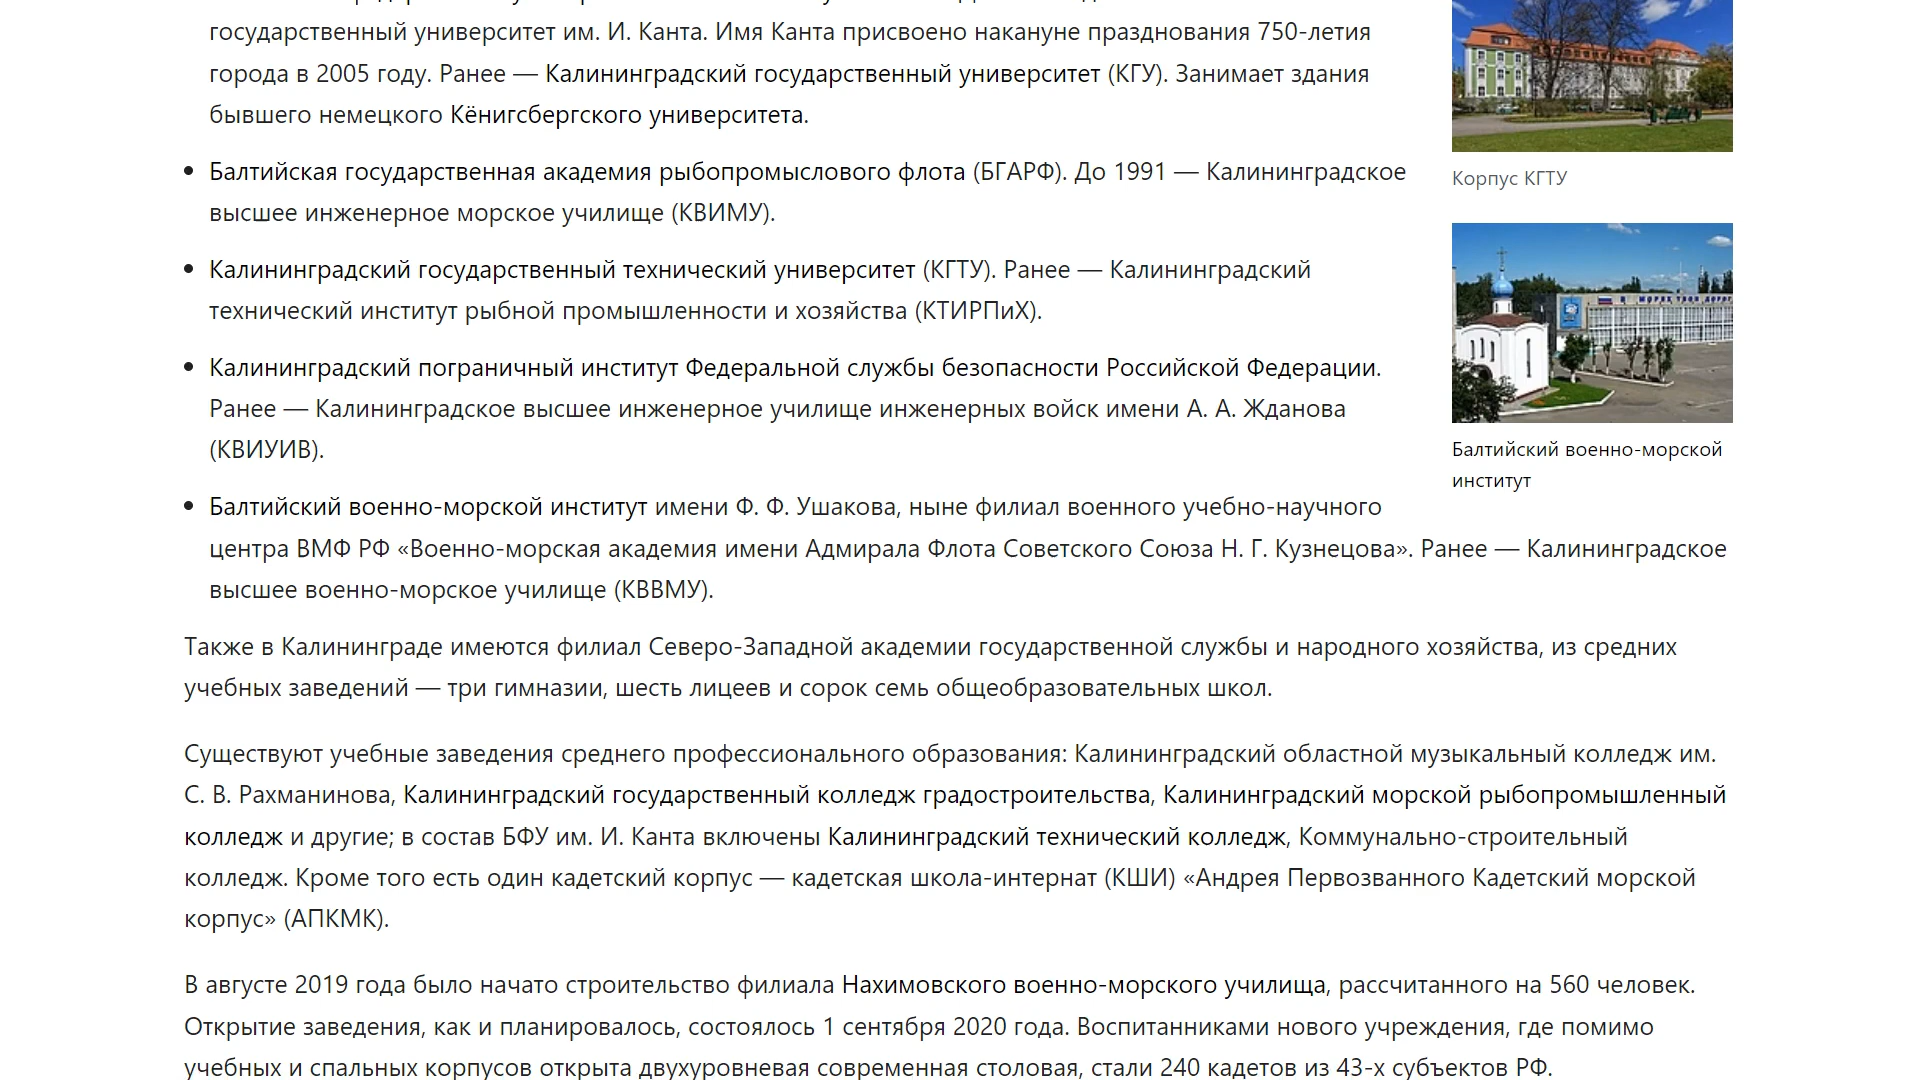 государственный университет им. И. Канта. Имя Канта присвоено накануне празднования 750-летия
города в 2005 году. Ранее — Калининградский государственный университет (КГУ). Занимает здания
бывшего немецкого Кёнигсбергского университета.
Балтийская государственная академия рыбопромыслового флота (БГАРФ). До 1991 — Калининградское
высшее инженерное морское училище (КВИМУ).
Калининградский государственный технический университет (КГТУ). Ранее — Калининградский
технический институт рыбной промышленности и хозяйства (КТИРПиХ).
Калининградский пограничный институт Федеральной службы безопасности Российской Федерации.
Ранее — Калининградское высшее инженерное училище инженерных войск имени А. А. Жданова
(КВИУИВ).
Балтийский военно-морской институт имени Ф. Ф. Ушакова, ныне филиал военного учебно-научного
центра ВМФ РФ «Военно-морская академия имени Адмирала Флота Советского Союза Н. Г. Кузнецова». Ранее — Калининградское
высшее военно-морское училище (КВВМУ).
Корпус КГТУ
Балтийский военно-морской
институт
Также в Калининграде имеются филиал Северо-Западной академии государственной службы и народного хозяйства, из средних
учебных заведений — три гимназии, шесть лицеев и сорок семь общеобразовательных школ.
Существуют учебные заведения среднего профессионального образования: Калининградский областной музыкальный колледж им.
С. В. Рахманинова, Калининградский государственный колледж градостроительства, Калининградский морской рыбопромышленный
колледж и другие; в состав БФУ им. И. Канта включены Калининградский технический колледж, Коммунально-строительный
колледж. Кроме того есть один кадетский корпус — кадетская школа-интернат (КШИ) «Андрея Первозванного Кадетский морской
корпус» (АПКМК).
В августе 2019 года было начато строительство филиала Нахимовского военно-морского училища, рассчитанного на 560 человек.
Открытие заведения, как и планировалось, состоялось 1 сентября 2020 года. Воспитанниками нового учреждения, где помимо
учебных и спальных корпусов открыта двухуровневая современная столовая, стали 240 кадетов из 43-х субъектов РФ.